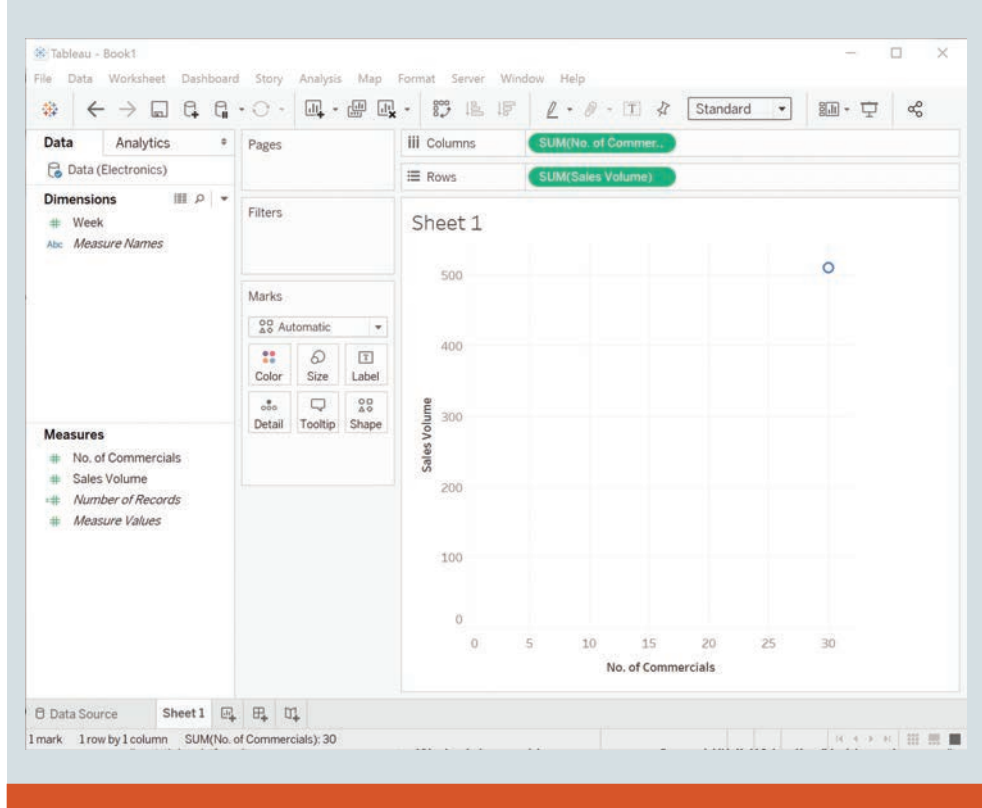 Tableau - Book1
File Data Worksheet Dashboard Story Analysis Map Format Server Window Help
Standard
Data Analytics
Data (Electronics)
Dimensions
Week
Abc Measure Names
Measures
No. of Commercials
Sales Volume
Number of Records
Measure Values
Pages
Filters
Marks
Automatic
Color Size Label
Detail Tooltip Shape
Columns SUM(No. of Commer..
Rows SUM(Sales Volume)
Sheet 1
500
400
300
200
100
0
Sales Volume
0 5 10 15 20 25 30
No. of Commercials
Data Source Sheet 1
1 mark 1 row by 1 column SUM(No. of Commercials): 30